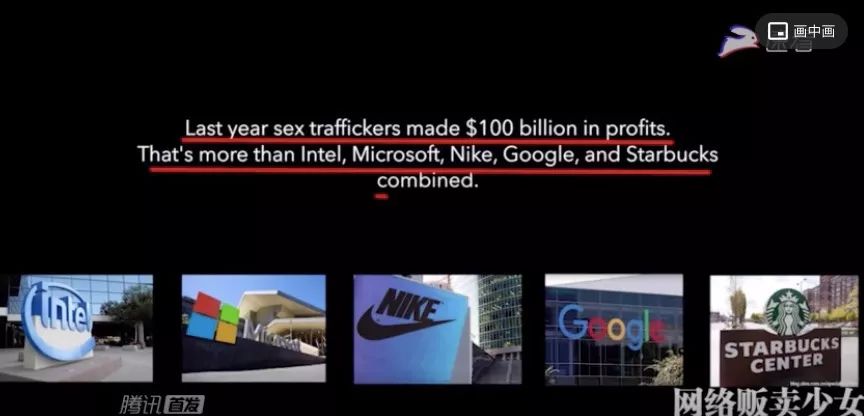 画中画
Last year sex traffickers made $100 billion in profits.
That's more than Intel, Microsoft, Nike, Google, and Starbucks
combined.
intel
NIKE
Google
STARBUCKS
CENTER
腾讯 首发
网络贩卖少女